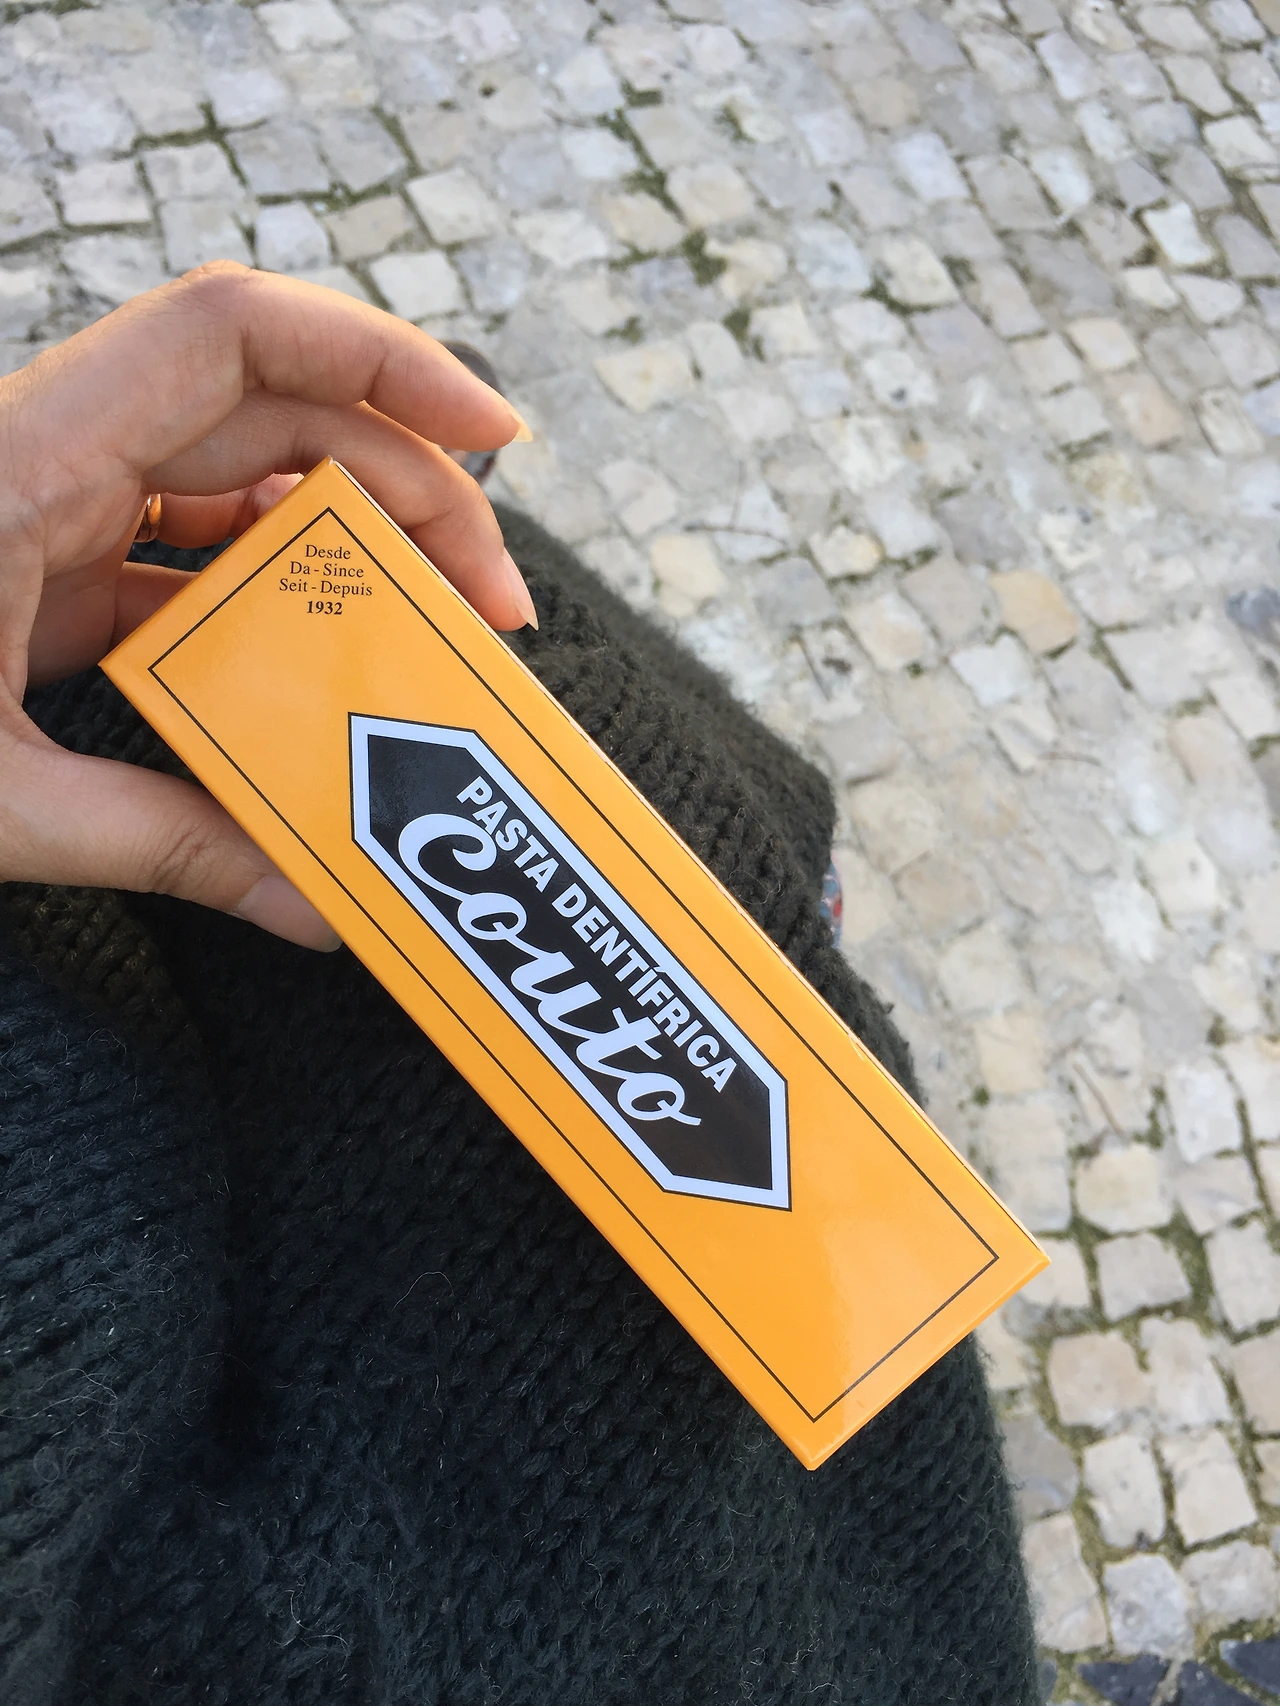 Desde
Da - Since
Seit - Depuis
1932
PASTA DENTÍFRICA
Couto